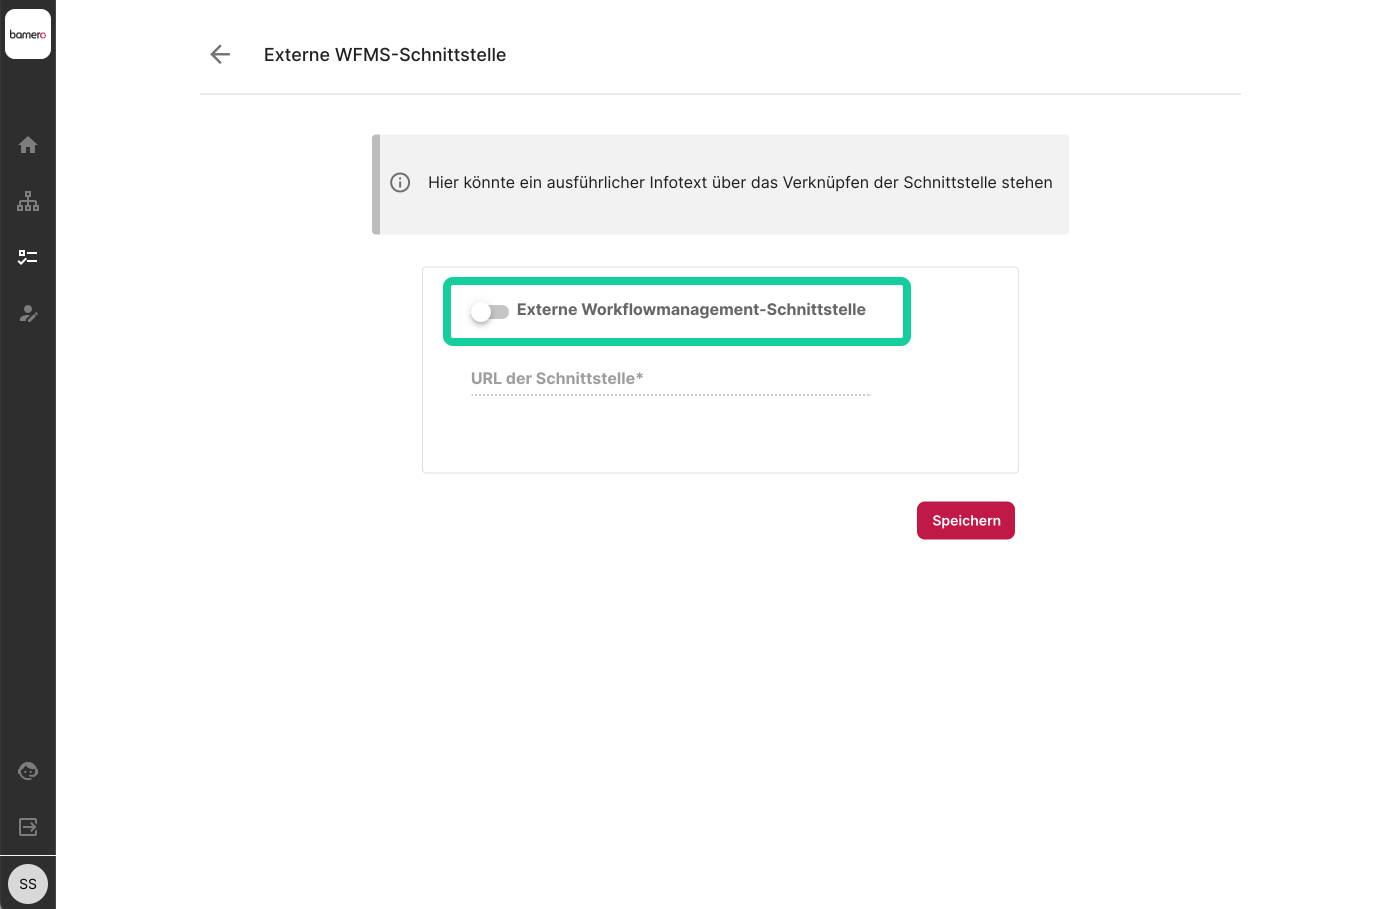 bamero
Externe WFMS-Schnittstelle
Hier könnte ein ausführlicher Infotext über das Verknüpfen der Schnittstelle stehen
Externe Workflowmanagement-Schnittstelle
URL der Schnittstelle*
Speichern
SS